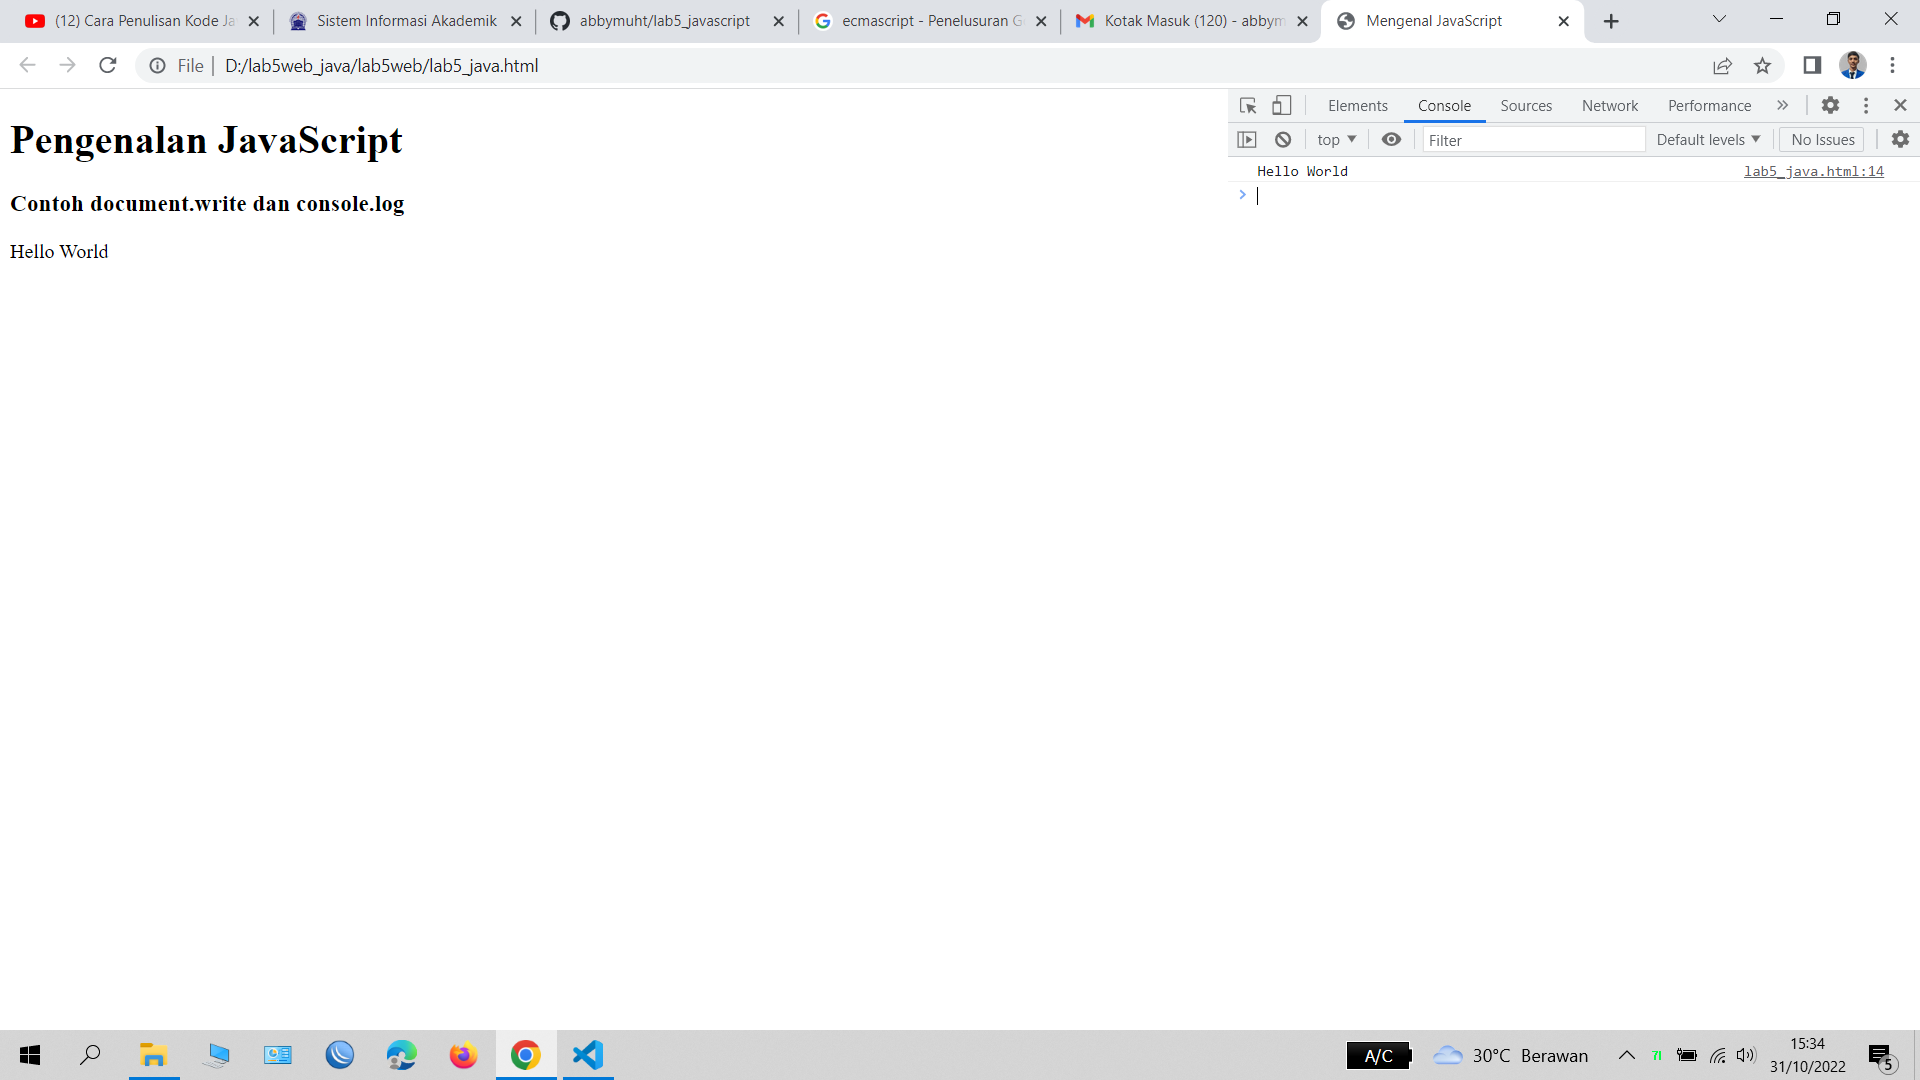 (12) Cara Penulisan Kode Ja
Sistem Informasi Akademik
abbymuht/lab5_javascript
ecmascript - Penelusuran G
Kotak Masuk (120) - abbym
Mengenal JavaScript
File
D:/lab5web_java/lab5web/lab5_java.html
Elements Console Sources Network Performance
top Filter Default levels No Issues
Hello World lab5_java.html:14
Pengenalan JavaScript
Contoh document.write dan console.log
Hello World
A/C 30°C Berawan
15:34
31/10/2022
5